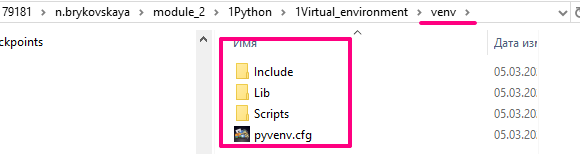 79181 > n.brykovskaya > module_2 > 1Python > 1Virtual_environment > venv >
ckpoints
Имя
Дата из
Include
05.03.20
Lib
05.03.20
Scripts
05.03.20
pyvenv.cfg
05.03.20